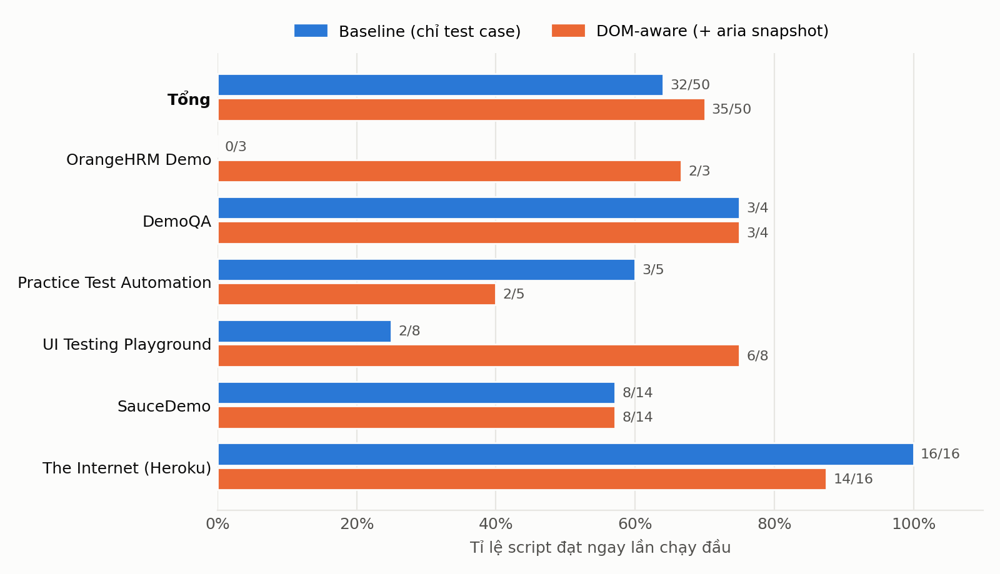 Baseline (chỉ test case)
DOM-aware (+ aria snapshot)
Tổng
32/50
35/50
OrangeHRM Demo
0/3
2/3
DemoQA
3/4
3/4
Practice Test Automation
3/5
2/5
UI Testing Playground
2/8
6/8
SauceDemo
8/14
8/14
The Internet (Heroku)
16/16
14/16
0%
20%
40%
60%
80%
100%
Tỉ lệ script đạt ngay lần chạy đầu